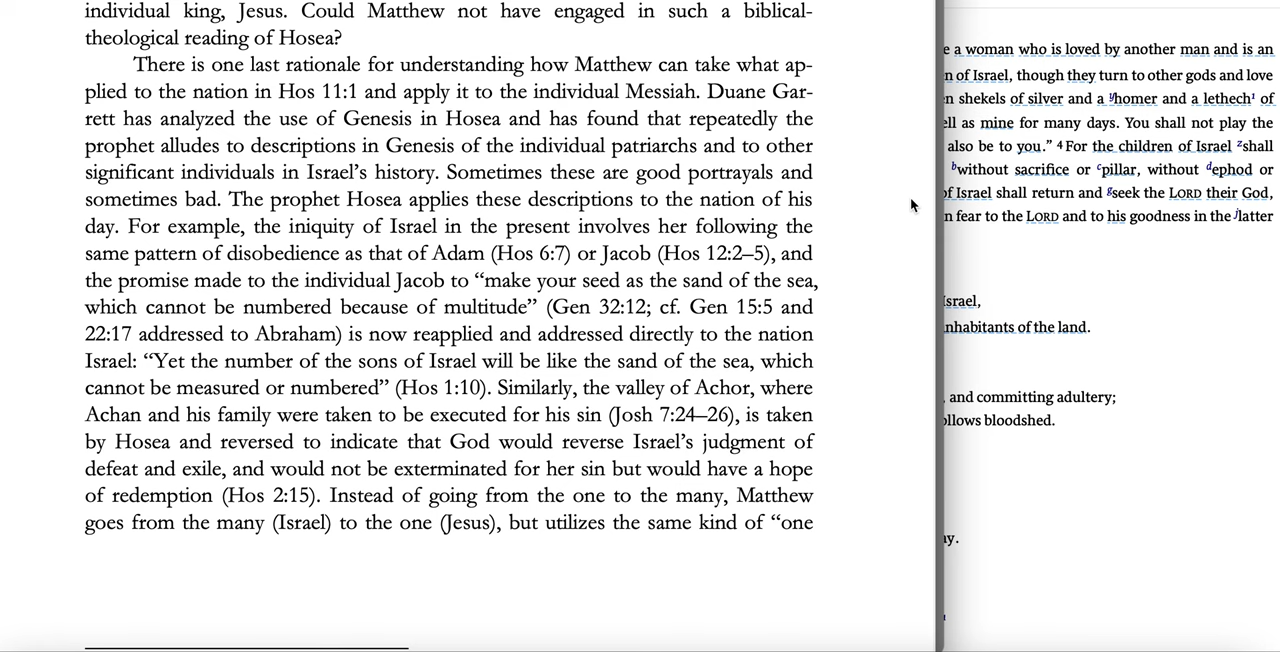 individual king, Jesus. Could Matthew not have engaged in such a biblical-
theological reading of Hosea?
There is one last rationale for understanding how Matthew can take what ap-
plied to the nation in Hos 11:1 and apply it to the individual Messiah. Duane Gar-
rett has analyzed the use of Genesis in Hosea and has found that repeatedly the
prophet alludes to descriptions in Genesis of the individual patriarchs and to other
significant individuals in Israel’s history. Sometimes these are good portrayals and
sometimes bad. The prophet Hosea applies these descriptions to the nation of his
day. For example, the iniquity of Israel in the present involves her following the
same pattern of disobedience as that of Adam (Hos 6:7) or Jacob (Hos 12:2–5), and
the promise made to the individual Jacob to “make your seed as the sand of the sea,
which cannot be numbered because of multitude” (Gen 32:12; cf. Gen 15:5 and
22:17 addressed to Abraham) is now reapplied and addressed directly to the nation
Israel: “Yet the number of the sons of Israel will be like the sand of the sea, which
cannot be measured or numbered” (Hos 1:10). Similarly, the valley of Achor, where
Achan and his family were taken to be executed for his sin (Josh 7:24–26), is taken
by Hosea and reversed to indicate that God would reverse Israel’s judgment of
defeat and exile, and would not be exterminated for her sin but would have a hope
of redemption (Hos 2:15). Instead of going from the one to the many, Matthew
goes from the many (Israel) to the one (Jesus), but utilizes the same kind of “one
a woman who is loved by another man and is an
of Israel, though they turn to other gods and love
shekels of silver and a yhomer and a lethech1 of
as mine for many days. You shall not play the
also be to you.” 4 For the children of Israel zshall
bwithout sacrifice or cpillar, without dephod or
of Israel shall return and gseek the LORD their God,
fear to the LORD and to his goodness in the jlatter
Israel,
inhabitants of the land.
, and committing adultery;
bloodshed.